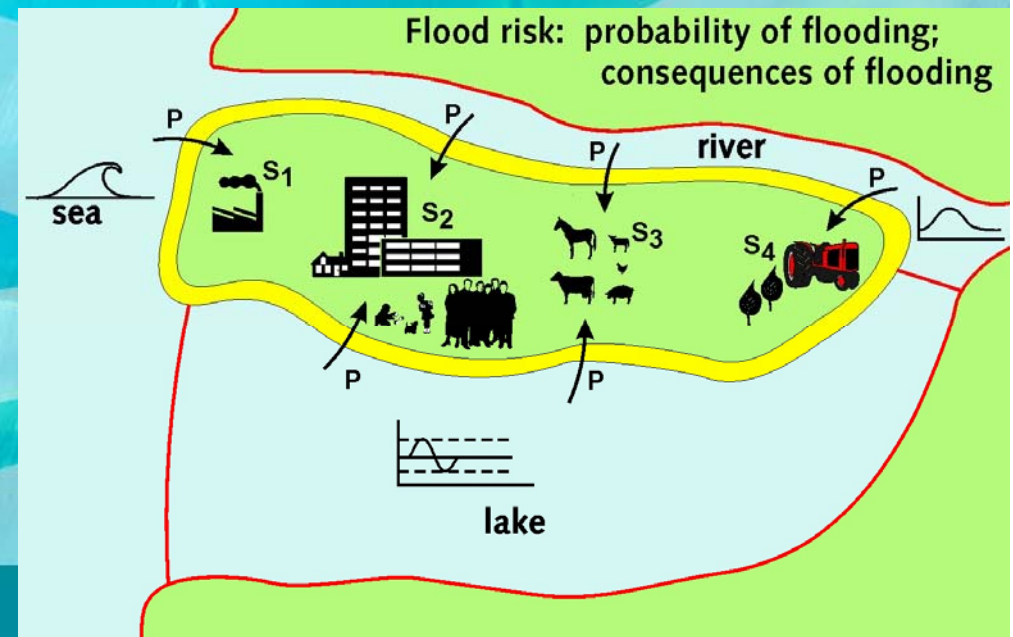 Flood risk: probability of flooding;
consequences of flooding
P
P
P
river
P
S1
sea
S2
S3
S4
P
P
lake